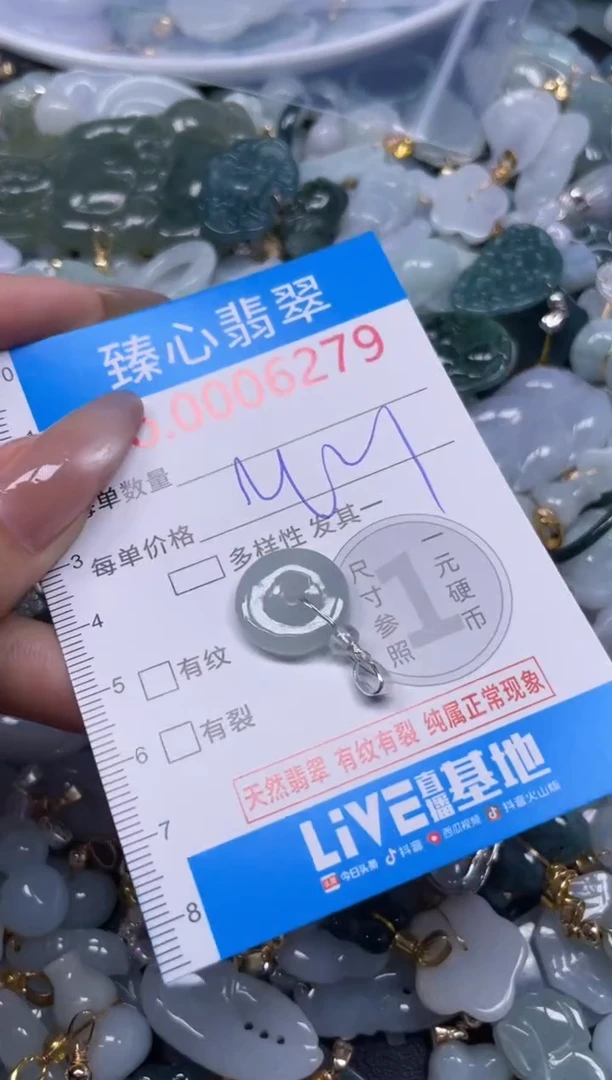 臻心翡翠
.0006279
单数量
每单价格
多样性 发其一
尺寸参照
1
一元硬币
有纹
有裂
天然翡翠 有纹有裂 纯属正常现象
LiVE直播基地
今日头条 抖音 西瓜视频 抖音火山版
0
3
4
5
6
7
8